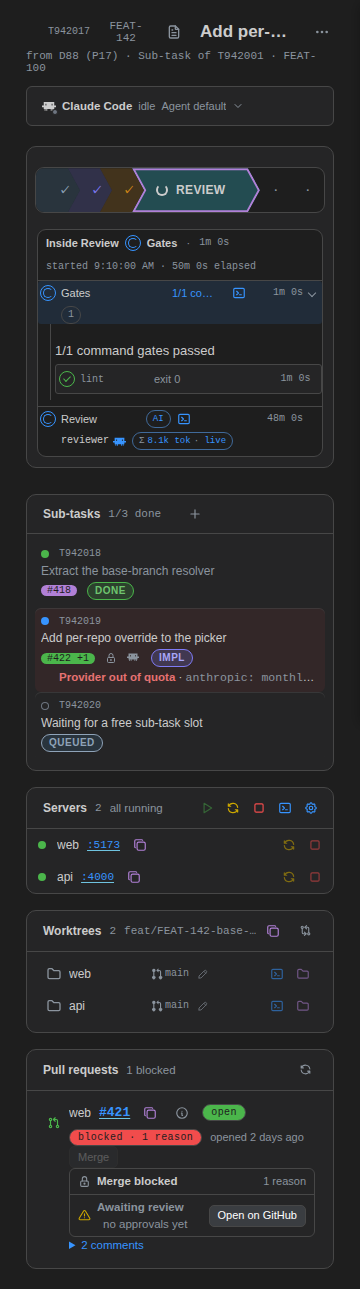 T942017 FEAT-142 Add per-… ···
from D88 (P17) · Sub-task of T942001 · FEAT-100
Claude Code idle Agent default
REVIEW
Inside Review Gates · 1m 0s
started 9:10:00 AM · 50m 0s elapsed
Gates 1/1 co… 1m 0s
1
1/1 command gates passed
lint exit 0 1m 0s
Review AI 48m 0s
reviewer Σ 8.1k tok · live
Sub-tasks 1/3 done
T942018
Extract the base-branch resolver
#418 DONE
T942019
Add per-repo override to the picker
#422 +1 IMPL
Provider out of quota · anthropic: monthl…
T942020
Waiting for a free sub-task slot
QUEUED
Servers 2 all running
web :5173
api :4000
Worktrees 2 feat/FEAT-142-base-…
web main
api main
Pull requests 1 blocked
web #421 open
blocked · 1 reason opened 2 days ago
Merge
Merge blocked 1 reason
Awaiting review
no approvals yet
Open on GitHub
2 comments